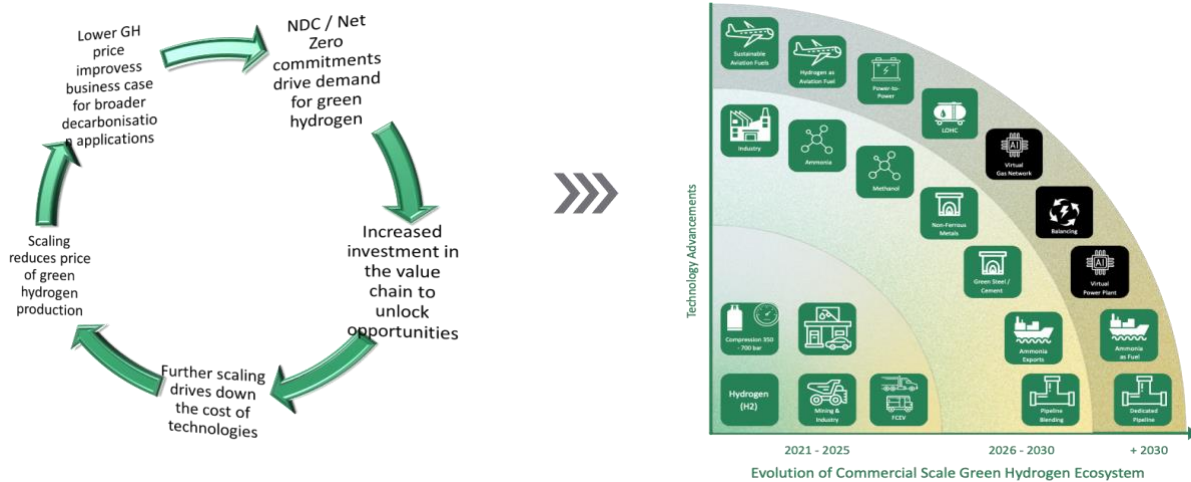 Lower GH
price
improvess
business case
for broader
decarbonisatio
n applications
NDC / Net
Zero
commitments
drive demand
for green
hydrogen
Increased
investment in
the value
chain to
unlock
opportunities
Further scaling
drives down
the cost of
technologies
Scaling
reduces price
of green
hydrogen
production
Technology Advancements
Sustainable
Aviation Fuels
Hydrogen as
Aviation Fuel
Power-to-
Power
LOHC
AI
Virtual
Gas Network
Balancing
AI
Virtual
Power Plant
Ammonia
as Fuel
Dedicated
Pipeline
Industry
Ammonia
Methanol
Non-Ferrous
Metals
Green Steel /
Cement
Ammonia
Exports
Pipeline
Blending
Compression 350
- 700 bar
Hydrogen
(H2)
Mining &
Industry
FCEV
2021 - 2025
2026 - 2030
+ 2030
Evolution of Commercial Scale Green Hydrogen Ecosystem